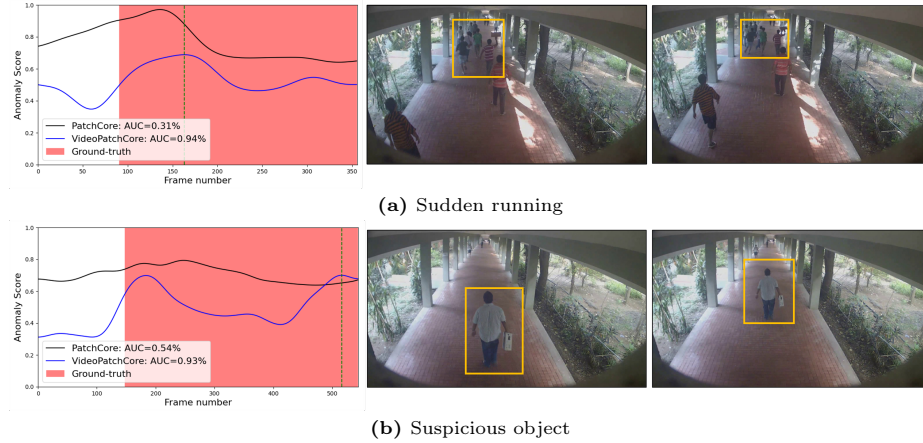 1.0
0.8
0.6
0.4
0.2
0.0
Anomaly Score
PatchCore: AUC=0.31%
VideoPatchCore: AUC=0.94%
Ground-truth
0 50 100 150 200 250 300 350
Frame number
(a) Sudden running
1.0
0.8
0.6
0.4
0.2
0.0
Anomaly Score
PatchCore: AUC=0.54%
VideoPatchCore: AUC=0.93%
Ground-truth
0 100 200 300 400 500
Frame number
(b) Suspicious object